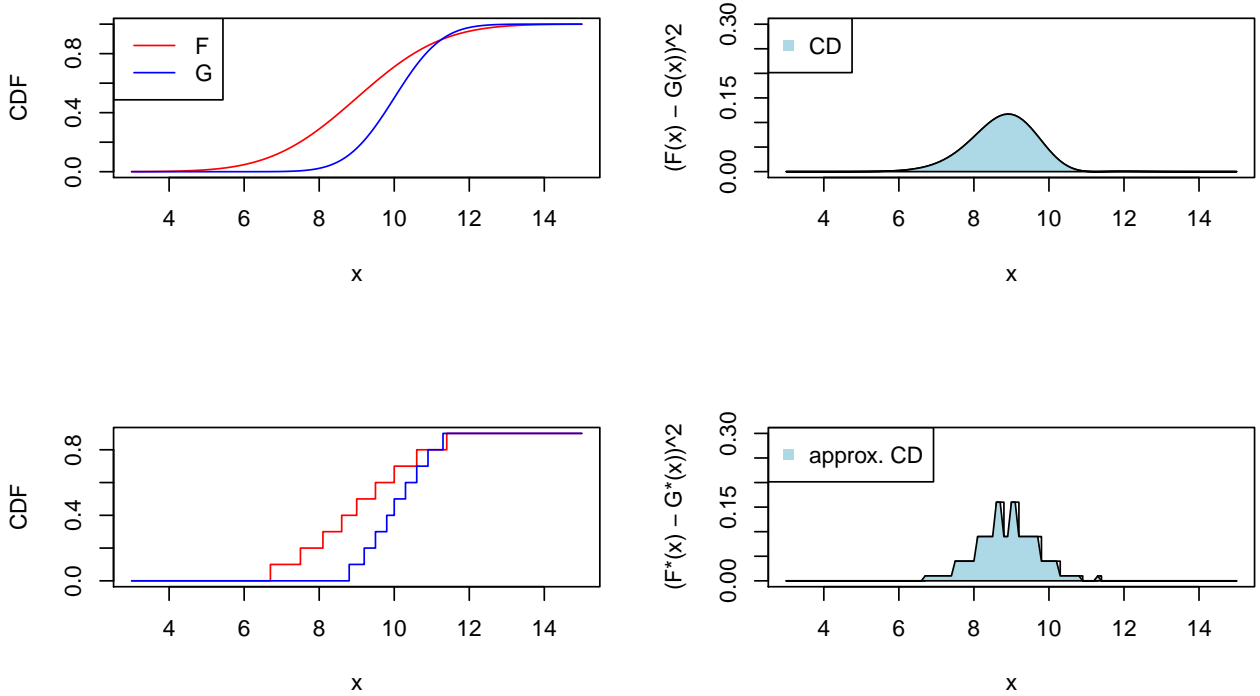 CDF
0.0 0.4 0.8
F
G
4 6 8 10 12 14
x
(F(x) − G(x))^2
0.00 0.15 0.30
CD
4 6 8 10 12 14
x
CDF
0.0 0.4 0.8
4 6 8 10 12 14
x
(F*(x) − G*(x))^2
0.00 0.15 0.30
approx. CD
4 6 8 10 12 14
x